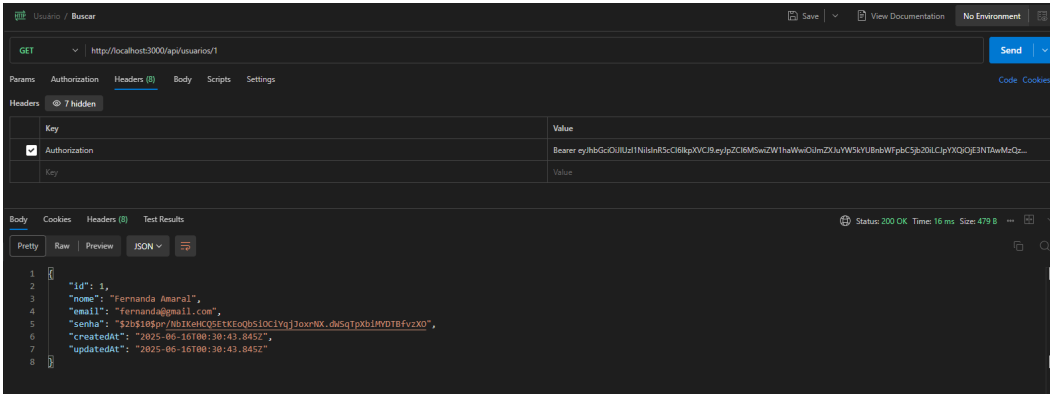 Usuário / Buscar Save View Documentation No Environment
GET http://localhost:3000/api/usuarios/1 Send
Params Authorization Headers (8) Body Scripts Settings Code Cookies
Headers 7 hidden
Key Value
Authorization Bearer eyJhbGciOiJIUzI1NiIsInR5cCI6IkpXVCJ9.eyJpZCI6MSwiZW1haWwiOiJmZXJuYW5kYUBnbWFpbC5jb20iLCJpYXQiOjE3NTAwMzQz...
Key Value
Body Cookies Headers (8) Test Results Status: 200 OK Time: 16 ms Size: 479 B
Pretty Raw Preview JSON
1 {
2 "id": 1,
3 "nome": "Fernanda Amaral",
4 "email": "fernanda@gmail.com",
5 "senha": "$2b$10$pr/NbIKeHCQSEtKEoQbSiOCiYqjJoxrNX.dWSqTpXbiMYDTBfvzXO",
6 "createdAt": "2025-06-16T00:30:43.845Z",
7 "updatedAt": "2025-06-16T00:30:43.845Z"
8 }